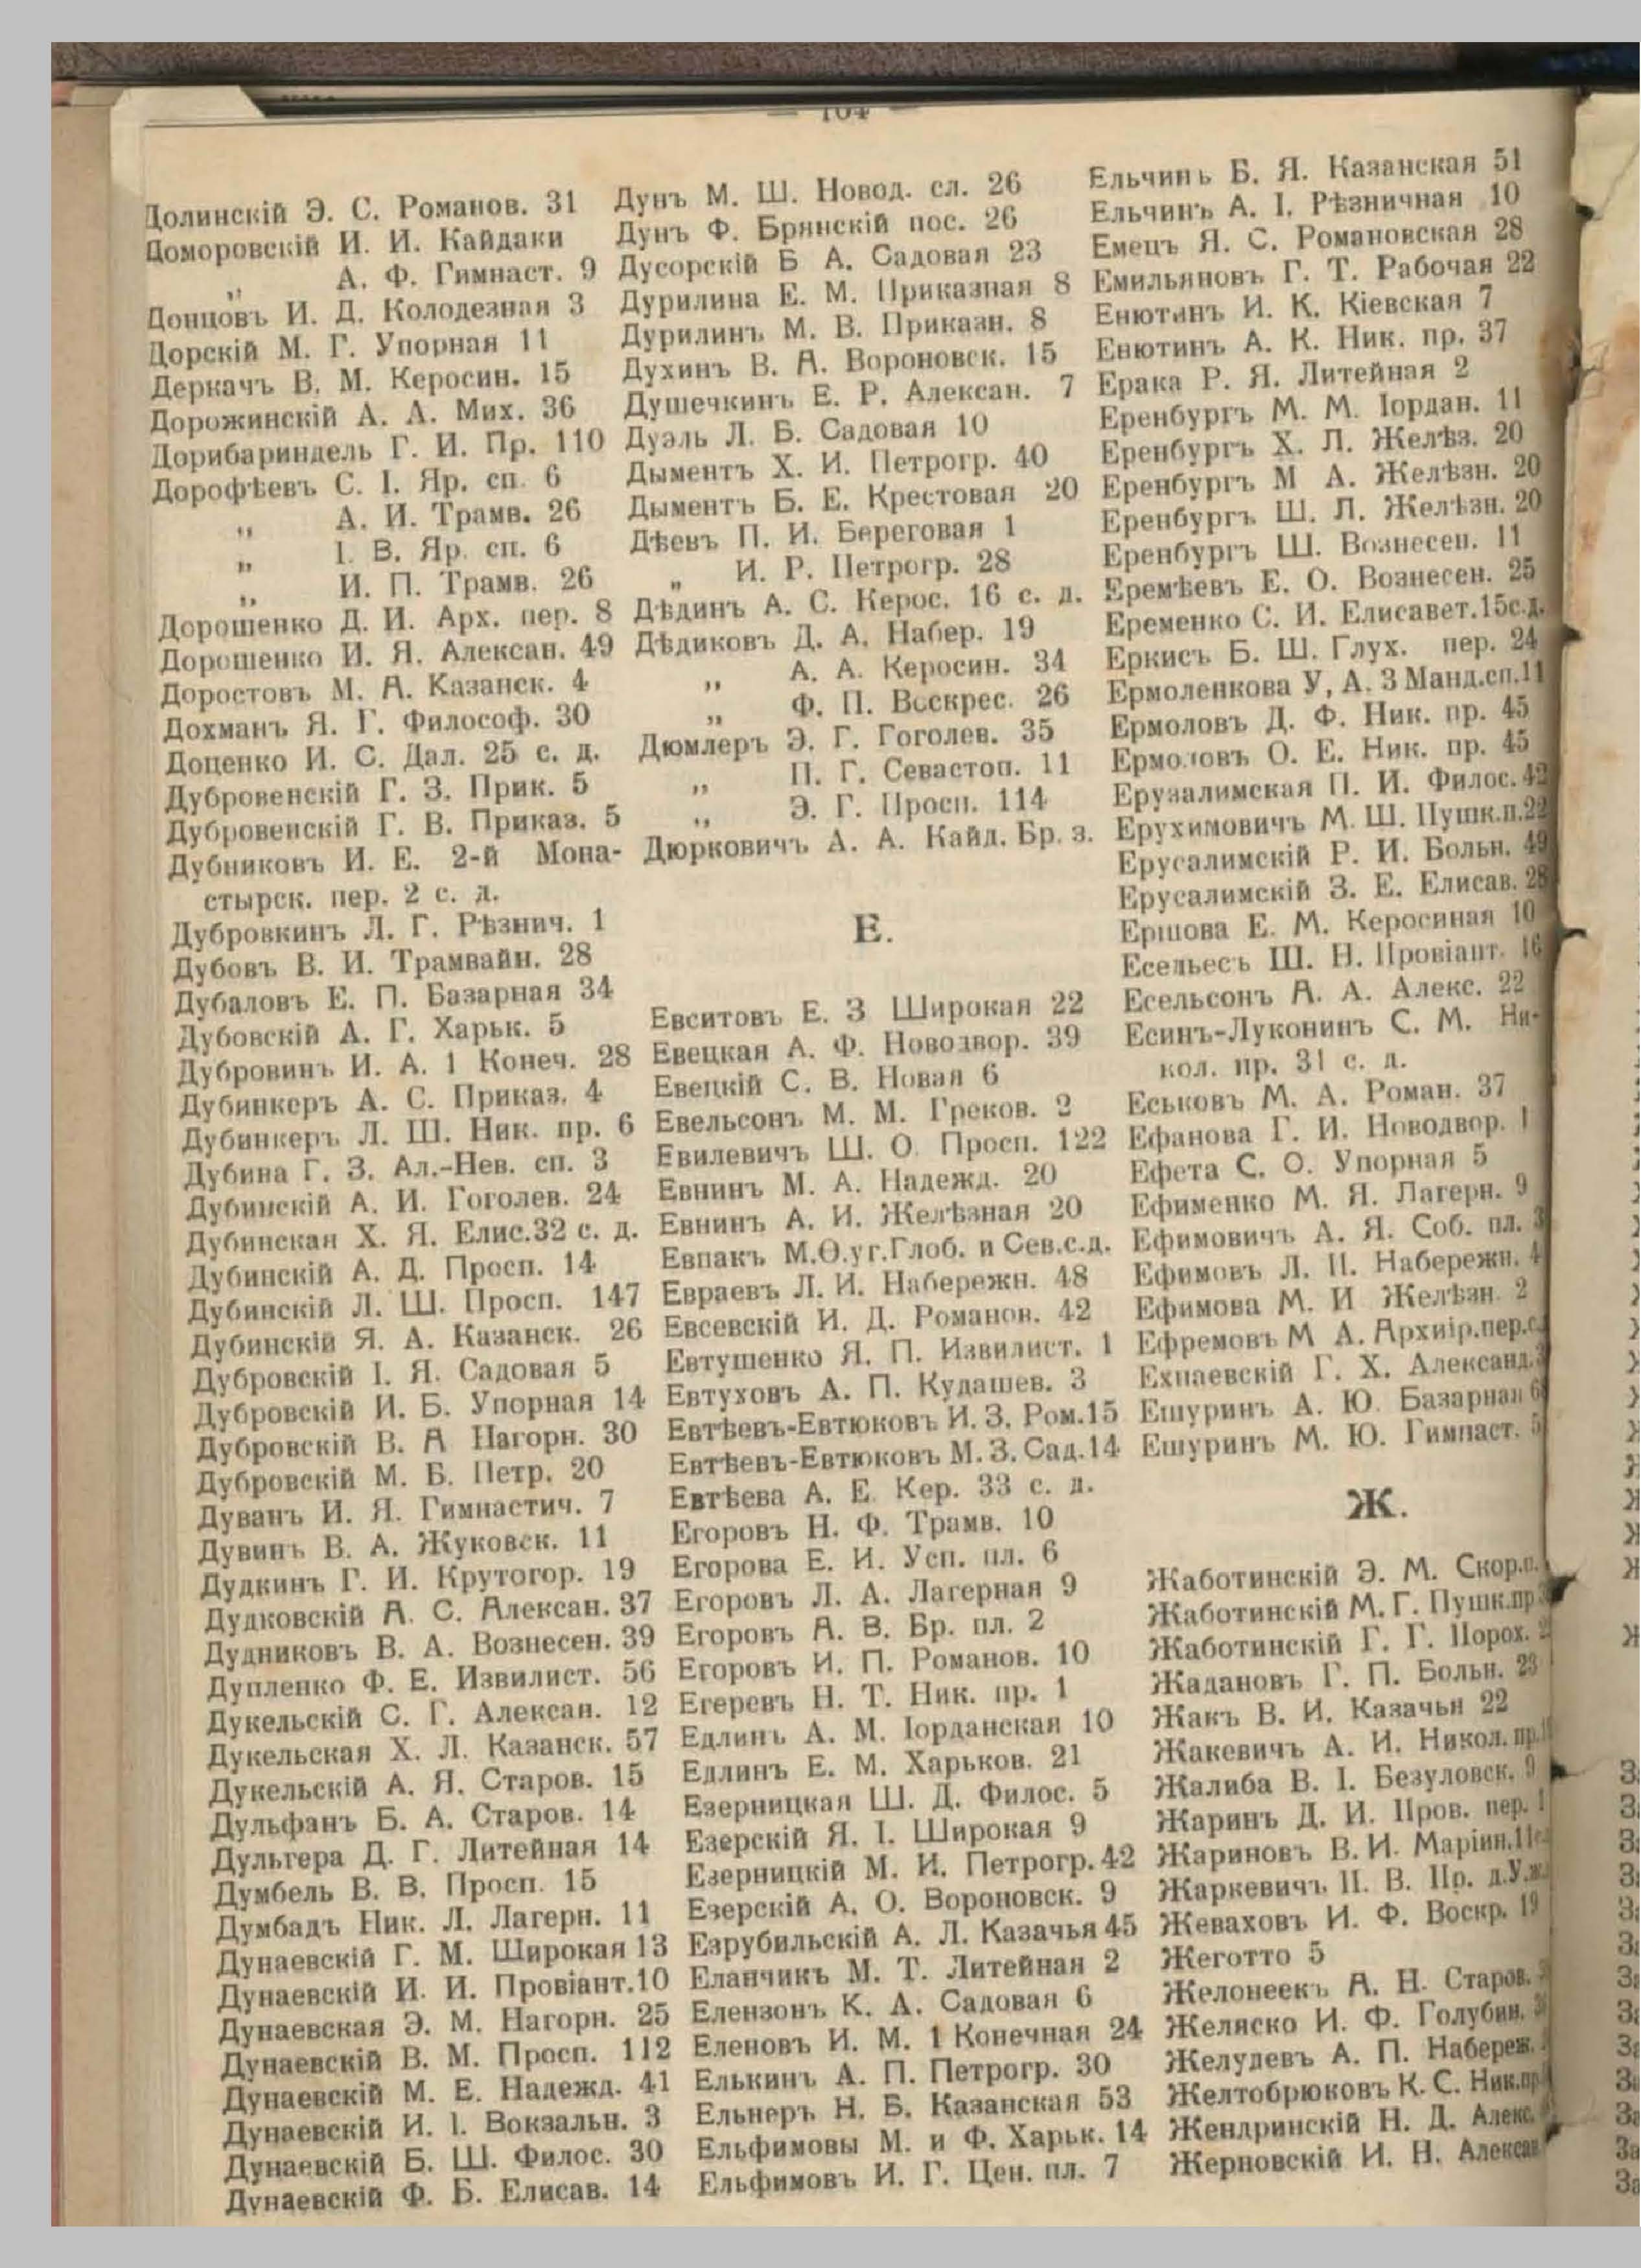 — 104 —
Долинскій Э. С. Романов. 31
Доморовскій И. И. Кайдаки
„ А. Ф. Гимнаст. 9
Донцовъ И. Д. Колодезная 3
Дорскій М. Г. Упорная 11
Деркачъ В. М. Керосин. 15
Дорожинскій А. А. Мих. 36
Дорибариндель Г. И. Пр. 110
Дорофѣевъ С. І. Яр. сп. 6
„ А. И. Трамв. 26
„ І. В. Яр. сп. 6
„ И. П. Трамв. 26
Дорошенко Д. И. Арх. пер. 8
Дорошенко И. Я. Алексан. 49
Доростовъ М. А. Казанск. 4
Дохманъ Я. Г. Философ. 30
Доценко И. С. Дал. 25 с. д.
Дубровенскій Г. З. Прик. 5
Дубровенскій Г. В. Приказ. 5
Дубниковъ И. Е. 2-й Мона-
стырск. пер. 2 с. д.
Дубровкинъ Л. Г. Рѣзнич. 1
Дубовъ В. И. Трамвайн. 28
Дубаловъ Е. П. Базарная 34
Дубовскій А. Г. Харьк. 5
Дубровинъ И. А. 1 Конеч. 28
Дубинкеръ А. С. Приказ. 4
Дубинкеръ Л. Ш. Ник. пр. 6
Дубина Г. З. Ал.-Нев. сп. 3
Дубинскій А. И. Гоголев. 24
Дубинская Х. Я. Елис.32 с. д.
Дубинскій А. Д. Просп. 14
Дубинскій Л. Ш. Просп. 147
Дубинскій Я. А. Казанск. 26
Дубровскій І. Я. Садовая 5
Дубровскій И. Б. Упорная 14
Дубровскій В. А Нагорн. 30
Дубровскій М. Б. Петр. 20
Дуванъ И. Я. Гимнастич. 7
Дувинъ В. А. Жуковск. 11
Дудкинъ Г. И. Крутогор. 19
Дудковскій А. С. Алексан. 37
Дудниковъ В. А. Вознесен. 39
Дупленко Ф. Е. Извилист. 56
Дукельскій С. Г. Алексан. 12
Дукельская Х. Л. Казанск. 57
Дукельскій А. Я. Старов. 15
Дульфанъ Б. А. Старов. 14
Дульгера Д. Г. Литейная 14
Думбель В. В. Просп. 15
Думбадъ Ник. Л. Лагерн. 11
Дунаевскій Г. М. Широкая 13
Дунаевскій И. И. Провіант.10
Дунаевская Э. М. Нагорн. 25
Дунаевскій В. М. Просп. 112
Дунаевскій М. Е. Надежд. 41
Дунаевскій И. І. Вокзальн. 3
Дунаевскій Б. Ш. Филос. 30
Дунаевскій Ф. Б. Елисав. 14
Дунъ М. Ш. Новод. сл. 26
Дунъ Ф. Брянскій пос. 26
Дусорскій Б А. Садовая 23
Дурилина Е. М. Приказная 8
Дурилинъ М. В. Приказн. 8
Духинъ В. А. Вороновск. 15
Душечкинъ Е. Р. Алексан. 7
Дуэль Л. Б. Садовая 10
Дыментъ Х. И. Петрогр. 40
Дыментъ Б. Е. Крестовая 20
Дѣевъ П. И. Береговая 1
„ И. Р. Петрогр. 28
Дѣдинъ А. С. Керос. 16 с. д.
Дѣдиковъ Д. А. Набер. 19
„ А. А. Керосин. 34
„ Ф. П. Воскрес. 26
Дюмлеръ Э. Г. Гоголев. 35
„ П. Г. Севастоп. 11
„ Э. Г. Просп. 114
Дюрковичъ А. А. Кайд. Бр. з.
Е.
Евситовъ Е. З Широкая 22
Евецкая А. Ф. Новодвор. 39
Евецкій С. В. Новая 6
Евельсонъ М. М. Греков. 2
Евилевичъ Ш. О. Просп. 122
Евнинъ М. А. Надежд. 20
Евнинъ А. И. Желѣзная 20
Евпакъ М.Ѳ.уг.Глоб. и Сев.с.д.
Евраевъ Л. И. Набережн. 48
Евсевскій И. Д. Романов. 42
Евтушенко Я. П. Извилист. 1
Евтуховъ А. П. Кудашев. 3
Евтѣевъ-Евтюковъ И. З. Ром.15
Евтѣевъ-Евтюковъ М. З. Сад.14
Евтѣева А. Е. Кер. 33 с. д.
Егоровъ Н. Ф. Трамв. 10
Егорова Е. И. Усп. пл. 6
Егоровъ Л. А. Лагерная 9
Егоровъ А. В. Бр. пл. 2
Егоровъ И. П. Романов. 10
Егеревъ Н. Т. Ник. пр. 1
Едлинъ А. М. Іорданская 10
Едлинъ Е. М. Харьков. 21
Езерницкая Ш. Д. Филос. 5
Езерскій Я. І. Широкая 9
Езерницкій М. И. Петрогр. 42
Езерскій А. О. Вороновск. 9
Езрубильскій А. Л. Казачья 45
Еланчикъ М. Т. Литейная 2
Елензонъ К. А. Садовая 6
Еленовъ И. М. 1 Конечная 24
Елькинъ А. П. Петрогр. 30
Ельнеръ Н. Б. Казанская 53
Ельфимовы М. и Ф. Харьк. 14
Ельфимовъ И. Г. Цен. пл. 7
Ельчинъ Б. Я. Казанская 51
Ельчинъ А. І. Рѣзничная 10
Емецъ Я. С. Романовская 28
Емильяновъ Г. Т. Рабочая 22
Енютинъ И. К. Кіевская 7
Енютинъ А. К. Ник. пр. 37
Ерака Р. Я. Литейная 2
Еренбургъ М. М. Іордан. 11
Еренбургъ Х. Л. Желѣз. 20
Еренбургъ М А. Желѣзн. 20
Еренбургъ Ш. Л. Желѣзн. 20
Еренбургъ Ш. Вознесен. 11
Еремѣевъ Е. О. Вознесен. 25
Еременко С. И. Елисавет.15с.д.
Еркисъ Б. Ш. Глух. пер. 24
Ермоленкова У, А. 3 Манд.сп.11
Ермоловъ Д. Ф. Ник. пр. 45
Ермоловъ О. Е. Ник. пр. 45
Ерузалимская П. И. Филос. 42
Ерухимовичъ М. Ш. Пушк.п.22
Ерусалимскій Р. И. Больн. 49
Ерусалимскій З. Е. Елисав. 28
Ершова Е. М. Керосиная 10
Есельесъ Ш. Н. Провіант. 16
Есельсонъ А. А. Алекс. 22
Есинъ-Луконинъ С. М. Ни-
кол. пр. 31 с. д.
Еськовъ М. А. Роман. 37
Ефанова Г. И. Новодвор. 1
Ефета С. О. Упорная 5
Ефименко М. Я. Лагерн. 9
Ефимовичъ А. Я. Соб. пл.
Ефимовъ Л. П. Набережн.
Ефимова М. И Желѣзн. 2
Ефремовъ М А. Архиір.пер.
Ехпаевскій Г. Х. Александ.
Ешуринъ А. Ю. Базарная
Ешуринъ М. Ю. Гимнаст.
Ж.
Жаботинскій Э. М. Скор.
Жаботинскій М. Г. Пушк.пр
Жаботинскій Г. Г. Порох.
Жадановъ Г. П. Больн. 23
Жакъ В. И. Казачья 22
Жакевичъ А. И. Никол. пр.
Жалиба В. І. Безуловск. 9
Жаринъ Д. И. Пров. пер.
Жариновъ В. И. Маріин.
Жаркевичъ П. В. Пр.
Жеваховъ И. Ф. Воскр. 19
Жеготто 5
Желонеекъ А. Н. Старов.
Желяско И. Ф. Голубин.
Желудевъ А. П. Набереж.
Желтобрюковъ К. С. Ник.пр
Жендринскій Н. Д. Алекс.
Жерновскій И. Н. Алексан